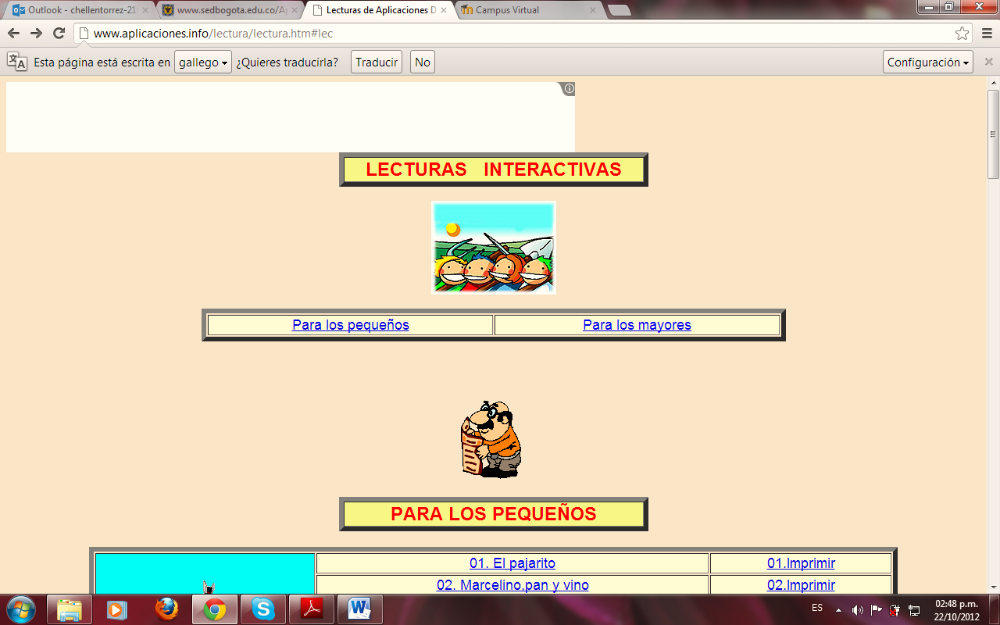 Outlook - chellentorrez-21
www.sedbogota.edu.co/A
Lecturas de Aplicaciones D
Campus Virtual
www.aplicaciones.info/lectura/lectura.htm#lec
Esta página está escrita en gallego ¿Quieres traducirla? Traducir No Configuración
LECTURAS INTERACTIVAS
Para los pequeños Para los mayores
PARA LOS PEQUEÑOS
01. El pajarito 01.Imprimir
02. Marcelino,pan y vino 02.Imprimir
ES 02:48 p.m.
22/10/2012